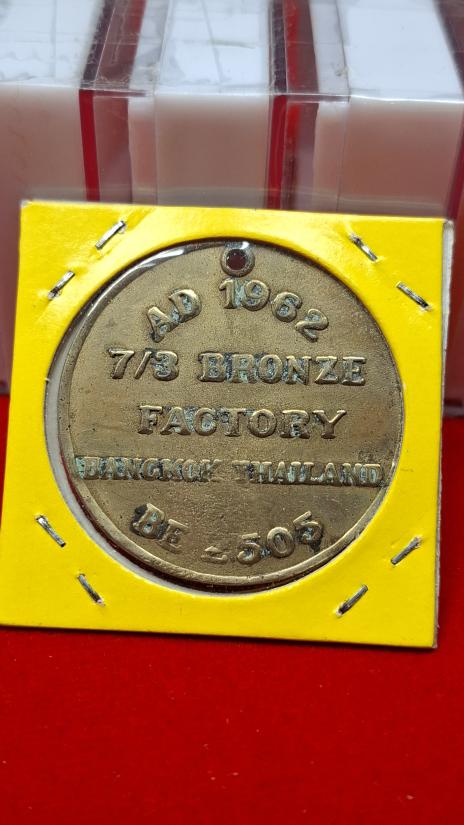 AD 1962
7/3 BRONZE
FACTORY
BANGKOK THAILAND
BE 2505